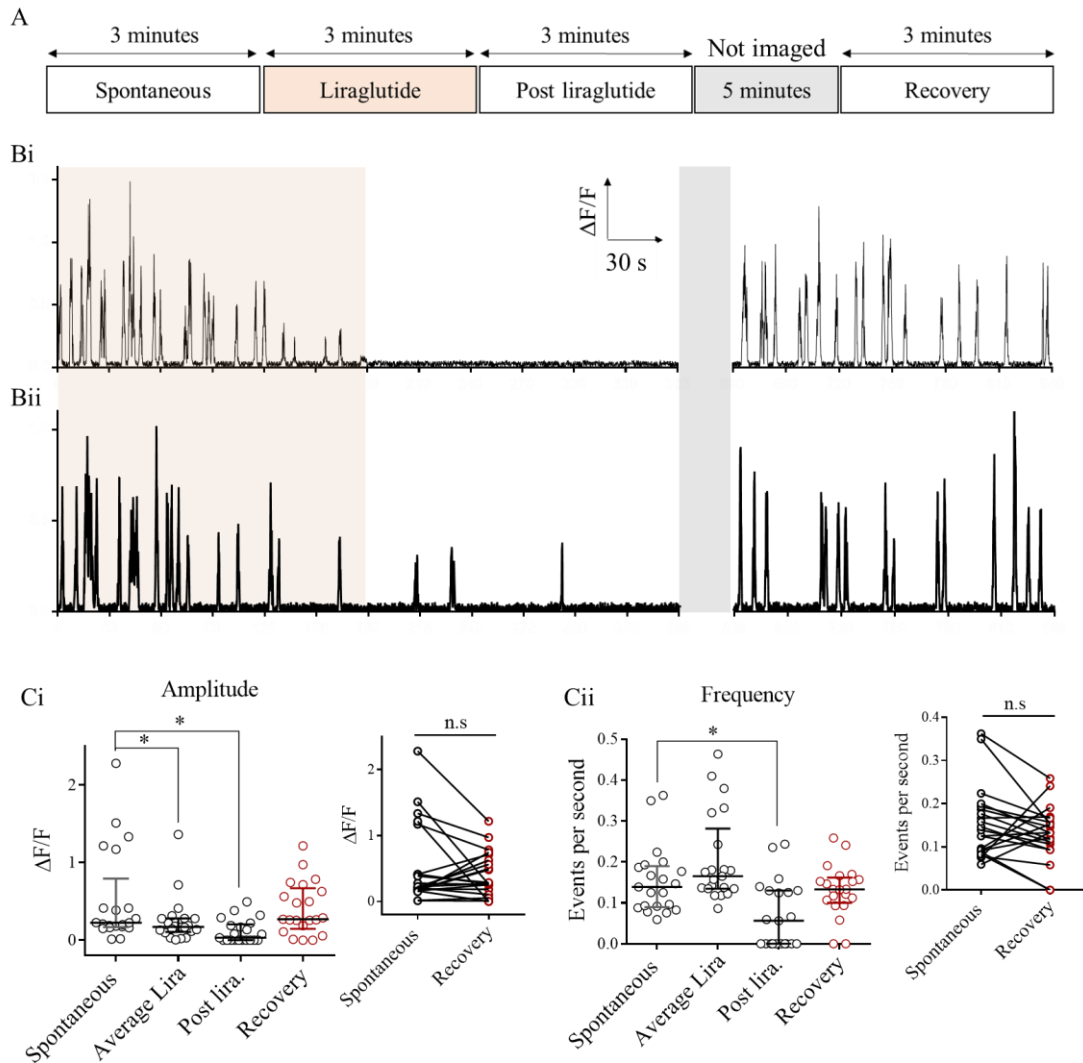 A
3 minutes 3 minutes 3 minutes Not imaged 3 minutes
Spontaneous Liraglutide Post liraglutide 5 minutes Recovery
Bi
ΔF/F
30 s
Bii
Ci Amplitude
ΔF/F
2
1
0
* *
Spontaneous Average Lira Post lira. Recovery
n.s
ΔF/F
2
1
0
Spontaneous Recovery
Cii Frequency
Events per second
0.5
0.4
0.3
0.2
0.1
0.0
*
Spontaneous Average Lira Post lira. Recovery
n.s
Events per second
0.4
0.3
0.2
0.1
0.0
Spontaneous Recovery